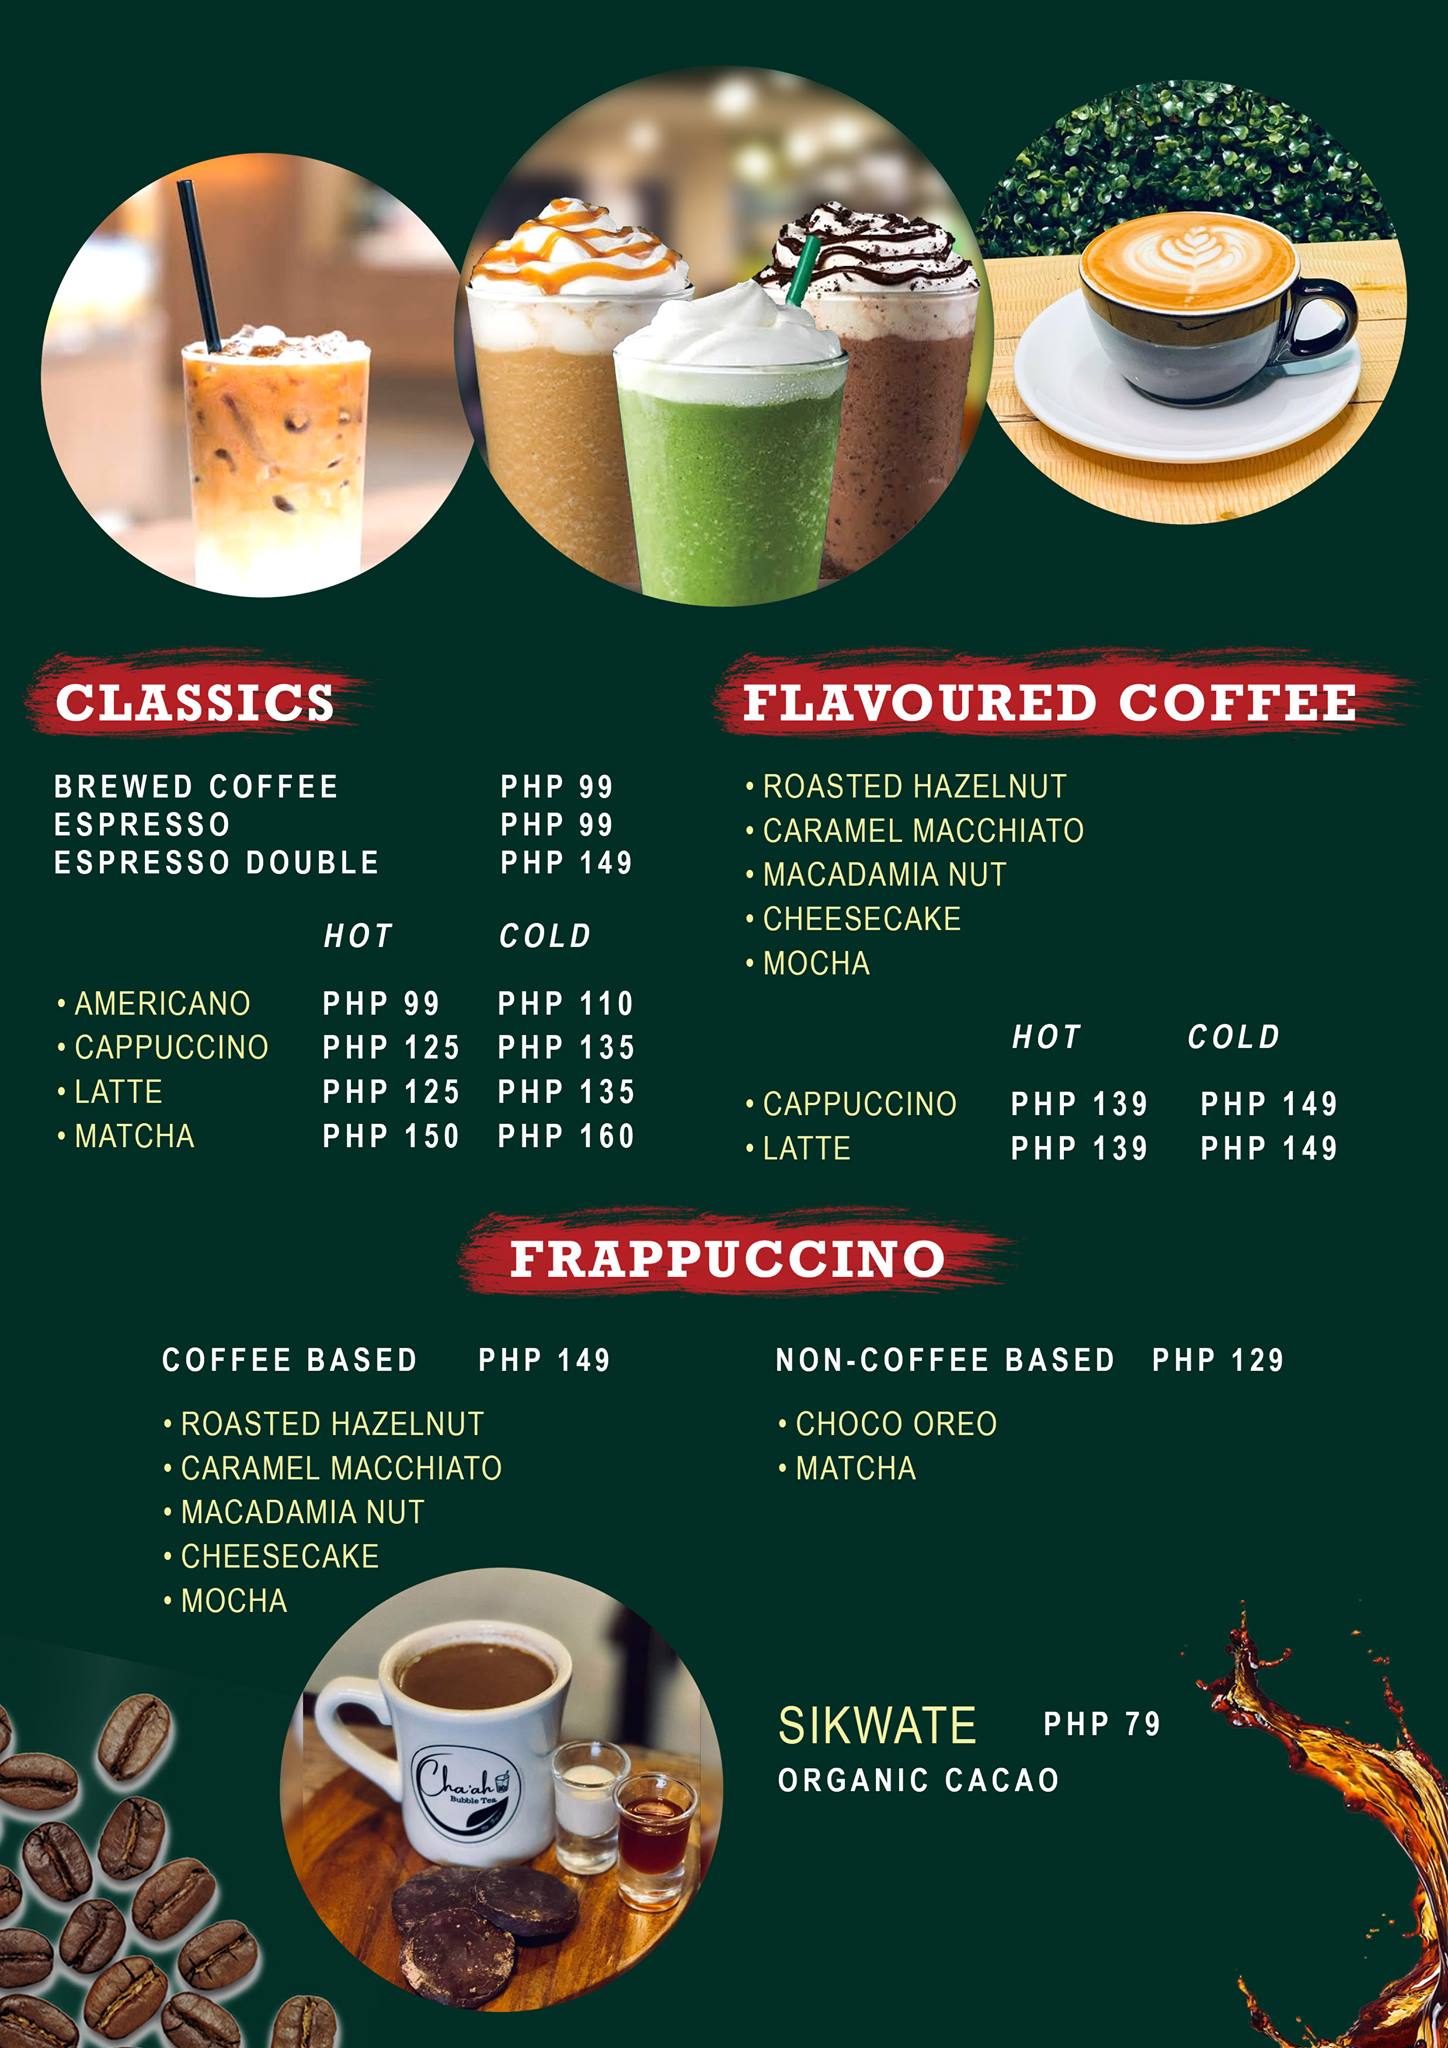 CLASSICS
BREWED COFFEE PHP 99
ESPRESSO PHP 99
ESPRESSO DOUBLE PHP 149
HOT COLD
• AMERICANO PHP 99 PHP 110
• CAPPUCCINO PHP 125 PHP 135
• LATTE PHP 125 PHP 135
• MATCHA PHP 150 PHP 160
FLAVOURED COFFEE
• ROASTED HAZELNUT
• CARAMEL MACCHIATO
• MACADAMIA NUT
• CHEESECAKE
• MOCHA
HOT COLD
• CAPPUCCINO PHP 139 PHP 149
• LATTE PHP 139 PHP 149
FRAPPUCCINO
COFFEE BASED PHP 149
• ROASTED HAZELNUT
• CARAMEL MACCHIATO
• MACADAMIA NUT
• CHEESECAKE
• MOCHA
NON-COFFEE BASED PHP 129
• CHOCO OREO
• MATCHA
Cha'ah
Bubble Tea
SIKWATE PHP 79
ORGANIC CACAO